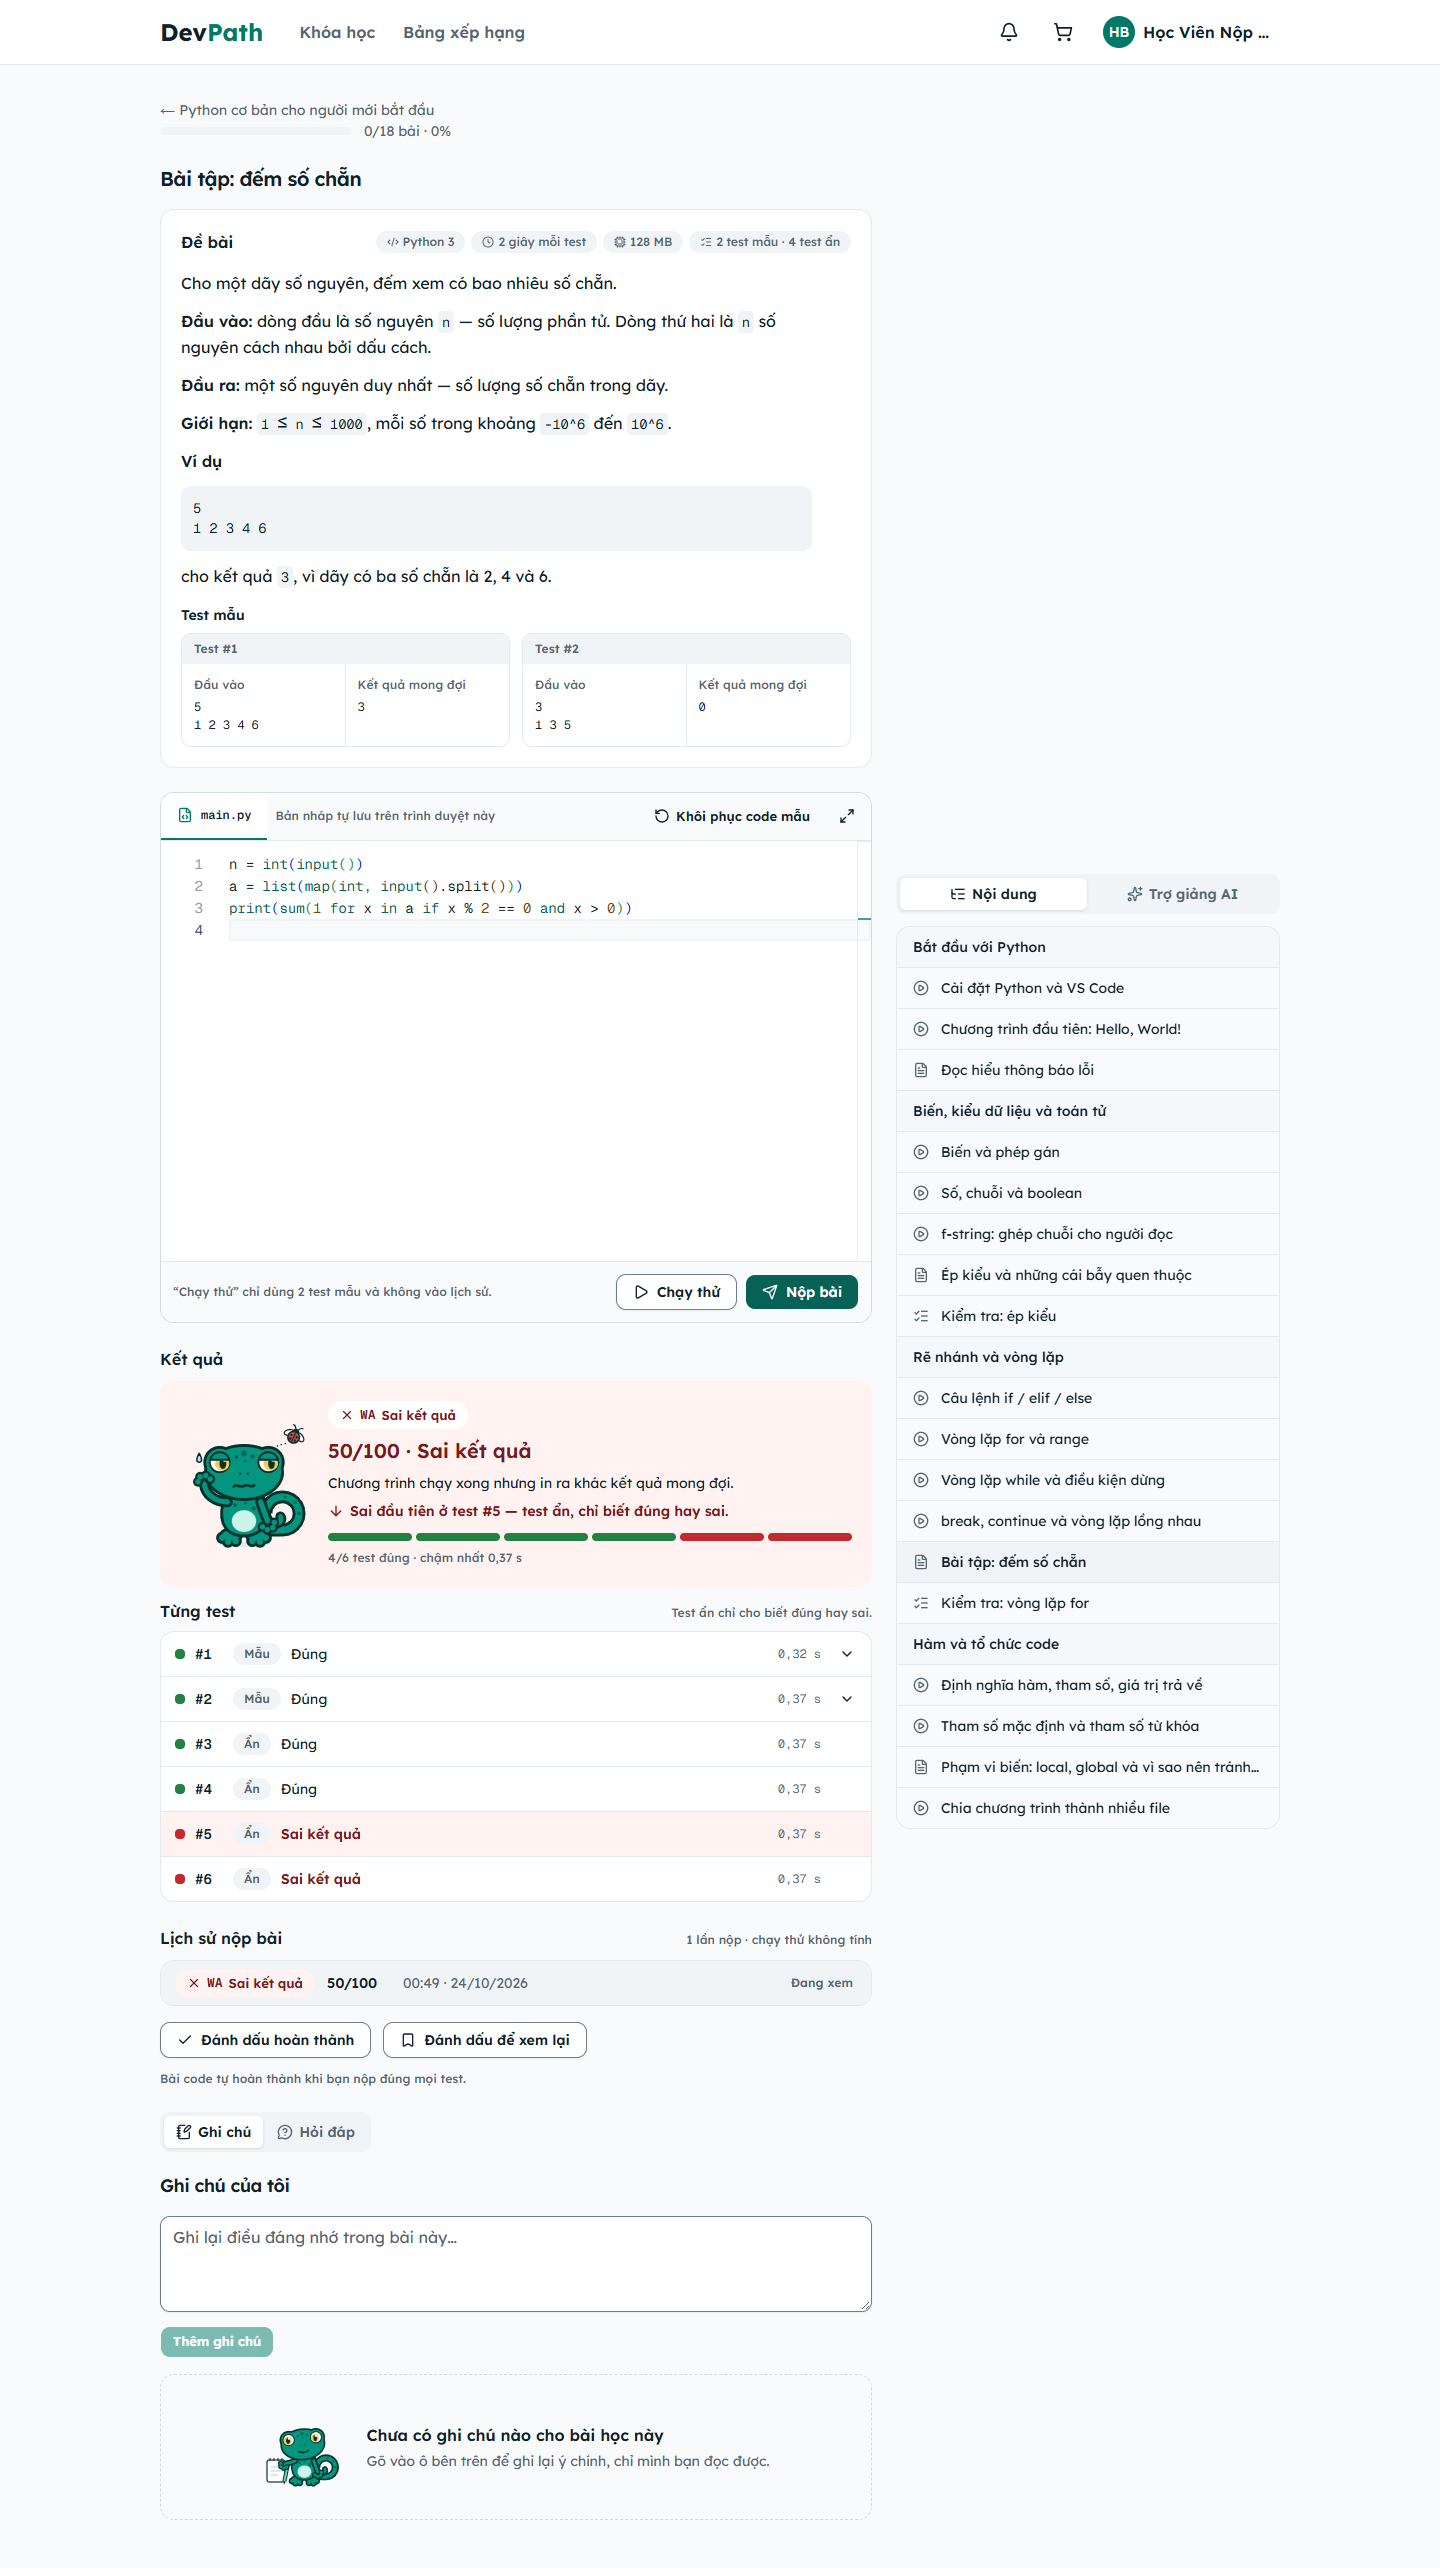 DevPath
Khóa học
Bảng xếp hạng
HB
Học Viên Nộp ...
← Python cơ bản cho người mới bắt đầu
0/18 bài · 0%
Bài tập: đếm số chẵn
Đề bài
Python 3
2 giây mỗi test
128 MB
2 test mẫu · 4 test ẩn
Cho một dãy số nguyên, đếm xem có bao nhiêu số chẵn.
Đầu vào: dòng đầu là số nguyên n — số lượng phần tử. Dòng thứ hai là n số
nguyên cách nhau bởi dấu cách.
Đầu ra: một số nguyên duy nhất — số lượng số chẵn trong dãy.
Giới hạn: 1 ≤ n ≤ 1000, mỗi số trong khoảng -10^6 đến 10^6.
Ví dụ
5
1 2 3 4 6
cho kết quả 3, vì dãy có ba số chẵn là 2, 4 và 6.
Test mẫu
Test #1
Đầu vào
5
1 2 3 4 6
Kết quả mong đợi
3
Test #2
Đầu vào
3
1 3 5
Kết quả mong đợi
0
main.py
Bản nháp tự lưu trên trình duyệt này
Khôi phục code mẫu
1 n = int(input())
2 a = list(map(int, input().split()))
3 print(sum(1 for x in a if x % 2 == 0 and x > 0))
4
“Chạy thử” chỉ dùng 2 test mẫu và không vào lịch sử.
Chạy thử
Nộp bài
Kết quả
WA Sai kết quả
50/100 · Sai kết quả
Chương trình chạy xong nhưng in ra khác kết quả mong đợi.
↓ Sai đầu tiên ở test #5 — test ẩn, chỉ biết đúng hay sai.
4/6 test đúng · chậm nhất 0,37 s
Từng test
Test ẩn chỉ cho biết đúng hay sai.
#1 Mẫu Đúng 0,32 s
#2 Mẫu Đúng 0,37 s
#3 Ẩn Đúng 0,37 s
#4 Ẩn Đúng 0,37 s
#5 Ẩn Sai kết quả 0,37 s
#6 Ẩn Sai kết quả 0,37 s
Lịch sử nộp bài
1 lần nộp · chạy thử không tính
WA Sai kết quả 50/100 00:49 · 24/10/2026 Đang xem
Đánh dấu hoàn thành
Đánh dấu để xem lại
Bài code tự hoàn thành khi bạn nộp đúng mọi test.
Ghi chú
Hỏi đáp
Ghi chú của tôi
Ghi lại điều đáng nhớ trong bài này...
Thêm ghi chú
Chưa có ghi chú nào cho bài học này
Gõ vào ô bên trên để ghi lại ý chính, chỉ mình bạn đọc được.
Nội dung
Trợ giảng AI
Bắt đầu với Python
Cài đặt Python và VS Code
Chương trình đầu tiên: Hello, World!
Đọc hiểu thông báo lỗi
Biến, kiểu dữ liệu và toán tử
Biến và phép gán
Số, chuỗi và boolean
f-string: ghép chuỗi cho người đọc
Ép kiểu và những cái bẫy quen thuộc
Kiểm tra: ép kiểu
Rẽ nhánh và vòng lặp
Câu lệnh if / elif / else
Vòng lặp for và range
Vòng lặp while và điều kiện dừng
break, continue và vòng lặp lồng nhau
Bài tập: đếm số chẵn
Kiểm tra: vòng lặp for
Hàm và tổ chức code
Định nghĩa hàm, tham số, giá trị trả về
Tham số mặc định và tham số từ khóa
Phạm vi biến: local, global và vì sao nên tránh...
Chia chương trình thành nhiều file